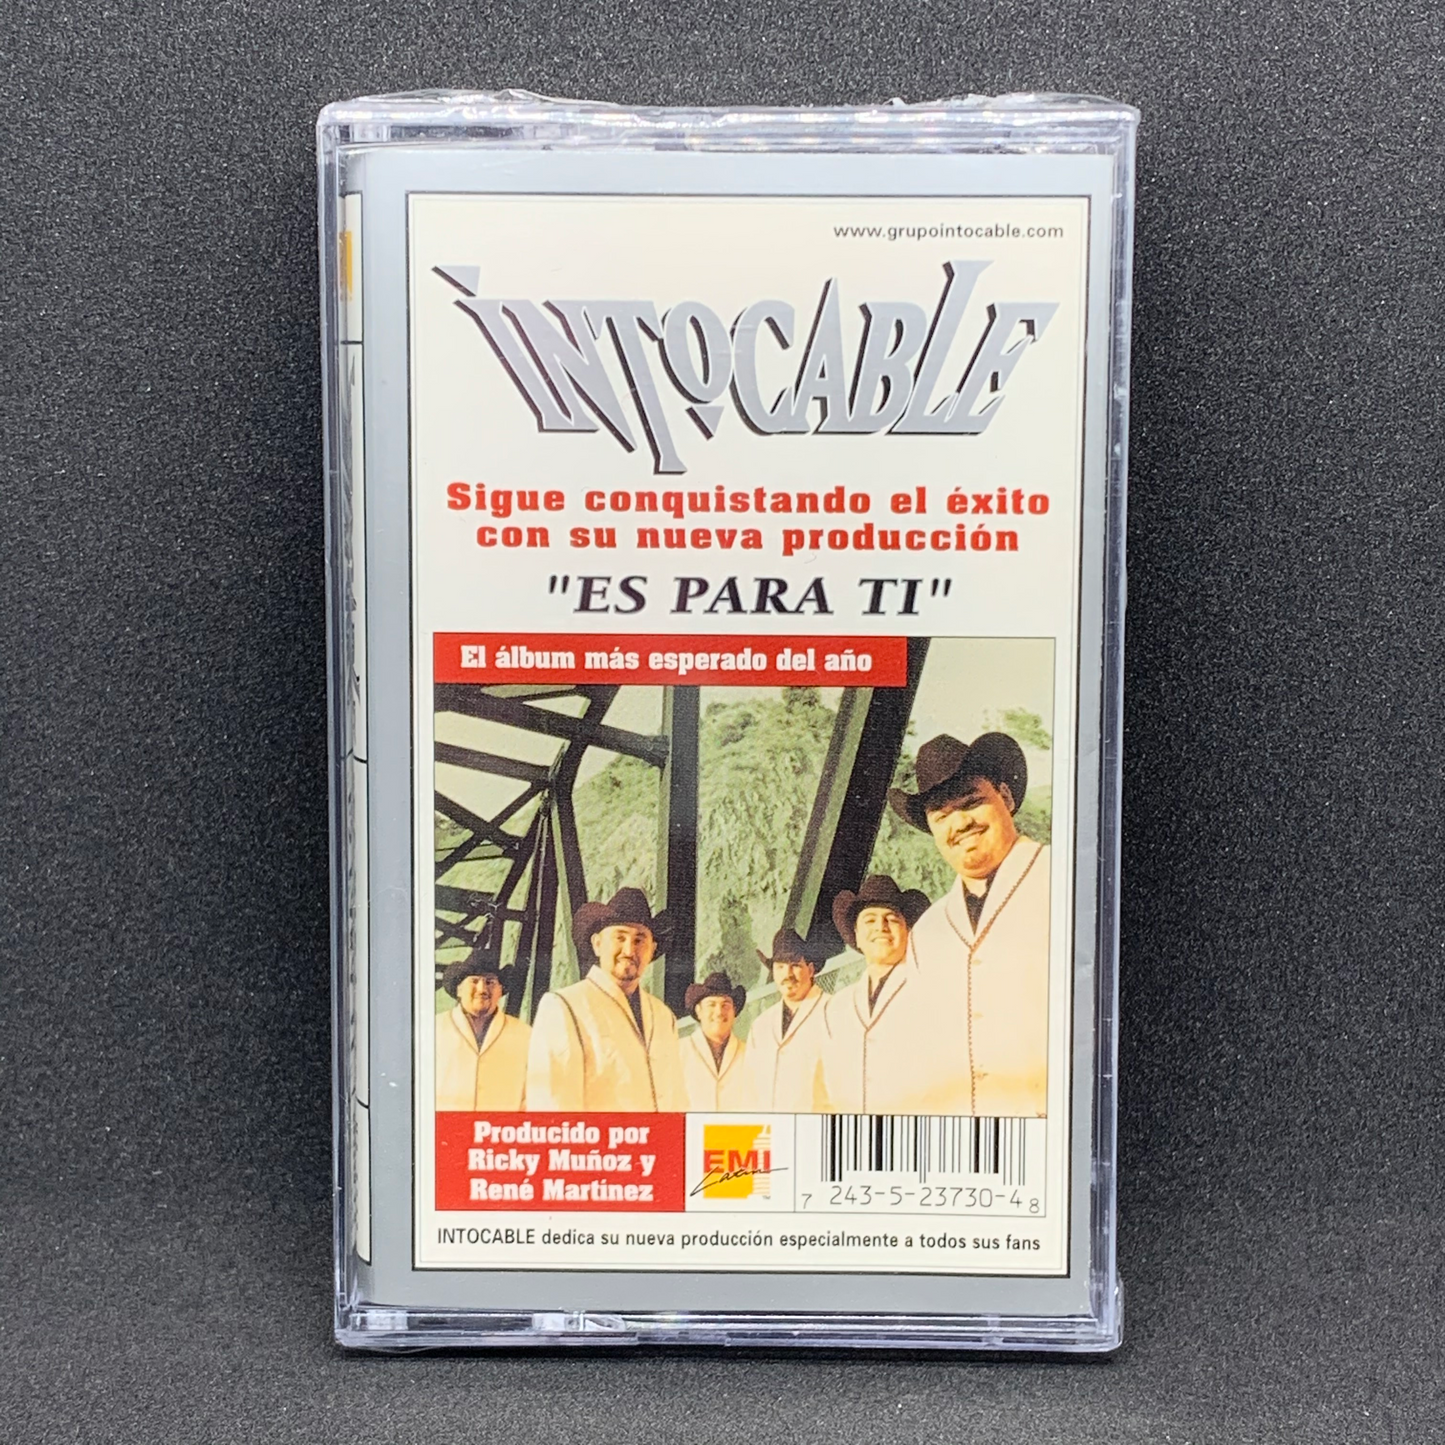 www.grupointocable.com
INTOCABLE
Sigue conquistando el éxito
con su nueva producción
"ES PARA TI"
El álbum más esperado del año
Producido por
Ricky Muñoz y
René Martinez
EMI
Latin
7 243-5-23730-4 8
INTOCABLE dedica su nueva producción especialmente a todos sus fans